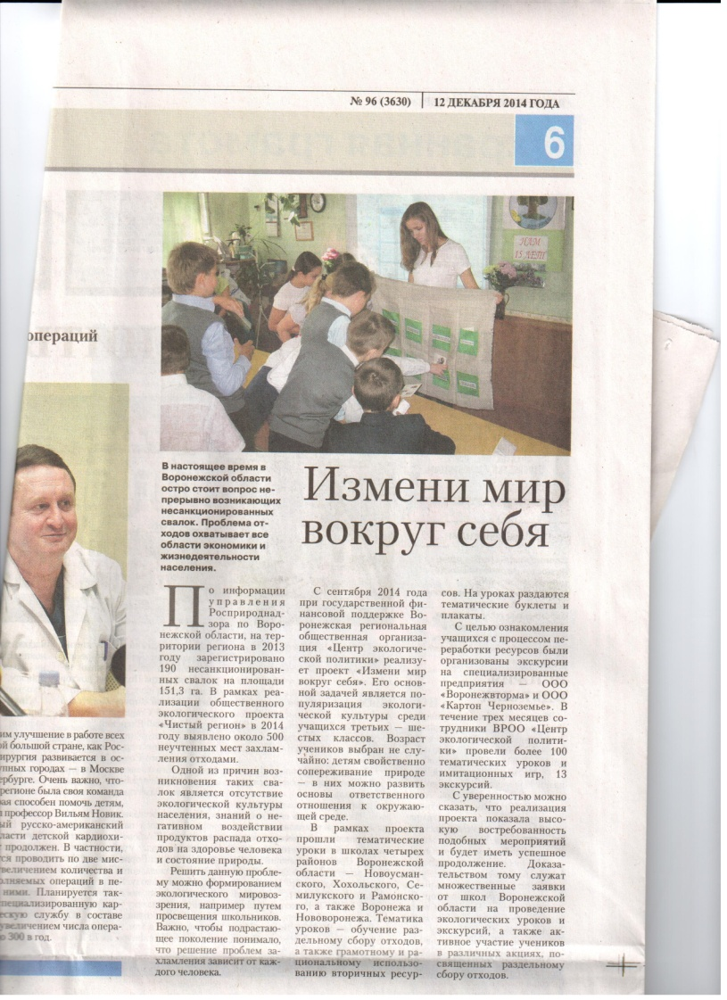 № 96 (3630) | 12 ДЕКАБРЯ 2014 ГОДА
6
НАМ
15 ЛЕТ!
операций
В настоящее время в
Воронежской области
остро стоит вопрос не-
прерывно возникающих
несанкционированных
свалок. Проблема от-
ходов охватывает все
области экономики и
жизнедеятельности
населения.
Измени мир
вокруг себя
По информации
управления
Росприроднад-
зора по Воро-
нежской области, на тер-
ритории региона в 2013
году зарегистрировано
190 несанкционирован-
ных свалок на площади
151,3 га. В рамках реа-
лизации общественного
экологического проекта
«Чистый регион» в 2014
году выявлено около 500
неучтенных мест захлам-
ления отходами.
Одной из причин воз-
никновения таких сва-
лок является отсутствие
экологической культуры
населения, знаний о не-
гативном воздействии
продуктов распада отхо-
дов на здоровье человека
и состояние природы.
Решить данную пробле-
му можно формированием
экологического мировоз-
зрения, например путем
просвещения школьников.
Важно, чтобы подрастаю-
щее поколение понимало,
что решение проблем за-
хламления зависит от каж-
дого человека.
С сентября 2014 года
при государственной фи-
нансовой поддержке Во-
ронежская региональная
общественная организа-
ция «Центр экологичес-
кой политики» реализу-
ет проект «Измени мир
вокруг себя». Его основ-
ной задачей является по-
пуляризация экологи-
ческой культуры среди
учащихся третьих — ше-
стых классов. Возраст
учеников выбран не слу-
чайно: детям свойственно
сопереживание природе
— в них можно развить
основы ответственного
отношения к окружаю-
щей среде.
В рамках проекта
прошли тематические
уроки в школах четырех
районов Воронежской
области — Новоусман-
ского, Хохольского, Се-
милукского и Рамонско-
го, а также Воронежа и
Нововоронежа. Тематика
уроков — обучение раз-
дельному сбору отходов,
а также грамотному и ра-
циональному использо-
ванию вторичных ресур-
сов. На уроках раздаются
тематические буклеты и
плакаты.
С целью ознакомления
учащихся с процессом пе-
реработки ресурсов были
организованы экскурсии
на специализированные
предприятия — ООО
«Воронежвторма» и ООО
«Картон Черноземье». В
течение трех месяцев со-
трудники ВРОО «Центр
экологической полити-
ки» провели более 100
тематических уроков и
имитационных игр, 13
экскурсий.
С уверенностью можно
сказать, что реализация
проекта показала высо-
кую востребованность
подобных мероприятий
и будет иметь успешное
продолжение. Доказа-
тельством тому служат
множественные заявки
от школ Воронежской
области на проведение
экологических уроков и
экскурсий, а также ак-
тивное участие учеников
в различных акциях, по-
священных раздельному
сбору отходов.
им улучшение в работе всех
ой большой стране, как Рос-
ирургия развивается в ос-
упных городах — в Москве
ербурге. Очень важно, что-
регионе была своя команда
рая способен помочь детям,
л профессор Вильям Новик.
ый русско-американский
ласти детской кардиохи-
т продолжен. В частности,
тся проводить по две мис-
увеличением количества и
лняемых операций в пе-
ними. Планируется так-
специализированную кар-
ескую службу в составе
увеличением числа опера-
о 300 в год.